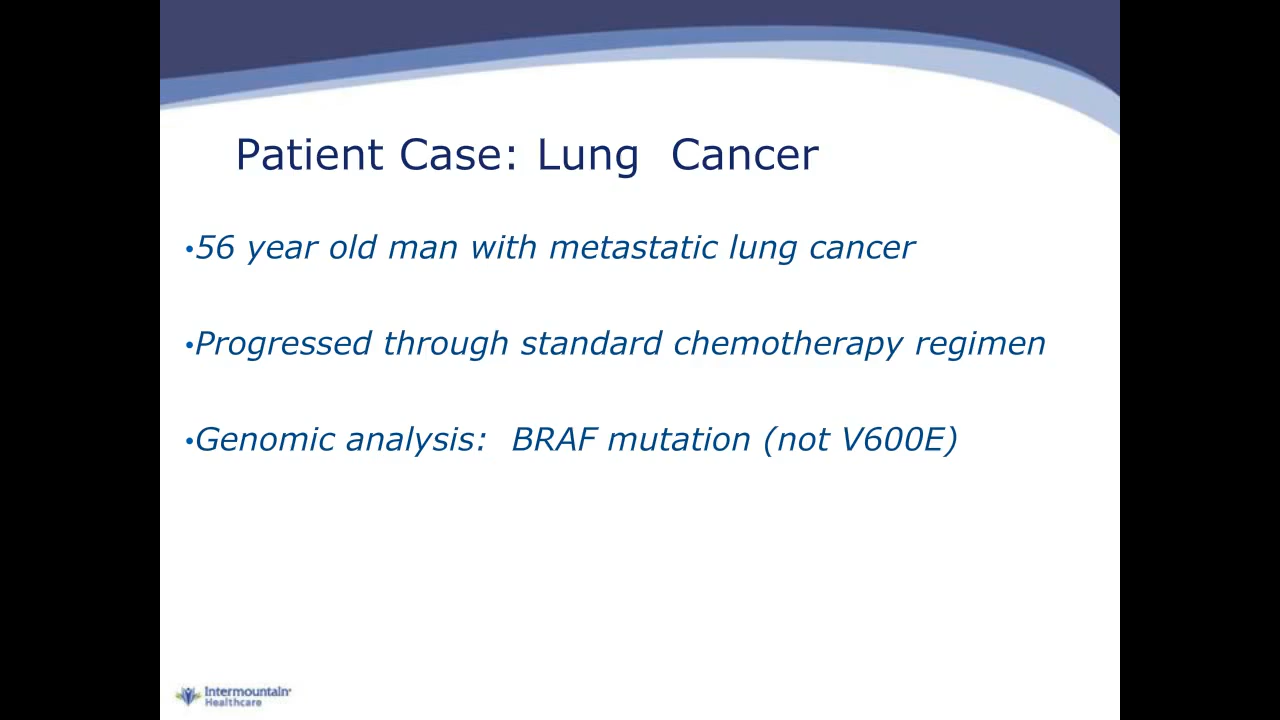 Patient Case: Lung  Cancer
•56 year old man with metastatic lung cancer
•Progressed through standard chemotherapy regimen
•Genomic analysis:  BRAF mutation (not V600E)
Intermountain
Healthcare